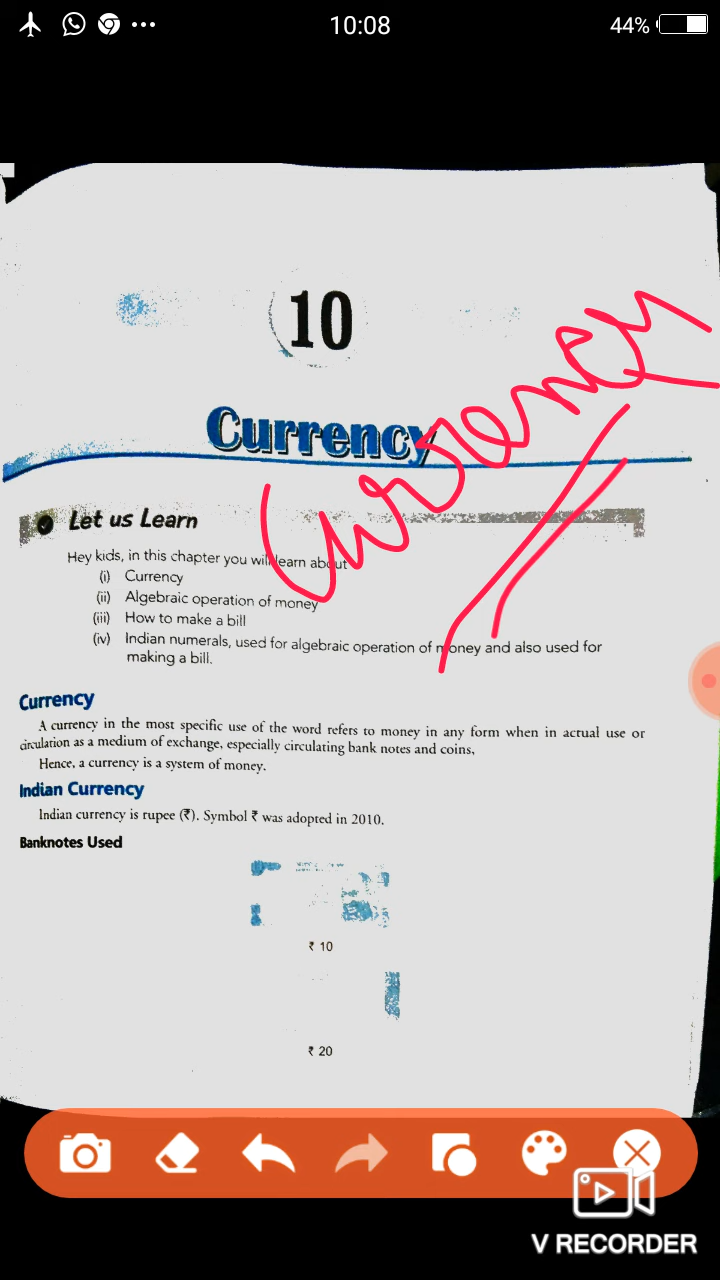 10:08
44%
10
Currency
Currency
Let us Learn
Hey kids, in this chapter you will learn about
(i) Currency
(ii) Algebraic operation of money
(iii) How to make a bill
(iv) Indian numerals, used for algebraic operation of money and also used for
making a bill.
Currency
A currency in the most specific use of the word refers to money in any form when in actual use or
circulation as a medium of exchange, especially circulating bank notes and coins,
Hence, a currency is a system of money.
Indian Currency
Indian currency is rupee (₹). Symbol ₹ was adopted in 2010.
Banknotes Used
₹ 10
₹ 20
V RECORDER